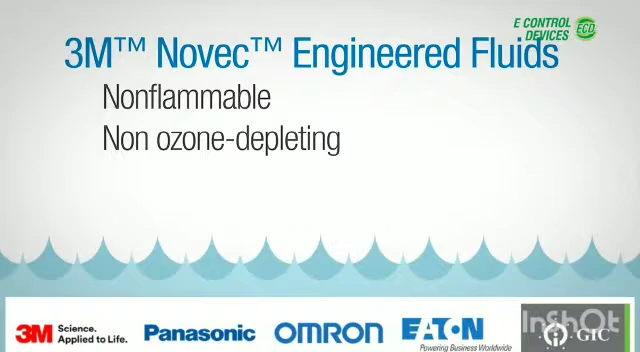 E CONTROL
DEVICES
ECD
3M™ Novec™ Engineered Fluids
Nonflammable
Non ozone-depleting
3M Science.
Applied to Life.
Panasonic
OMRON
EATON
Powering Business Worldwide
InShOt
GIC